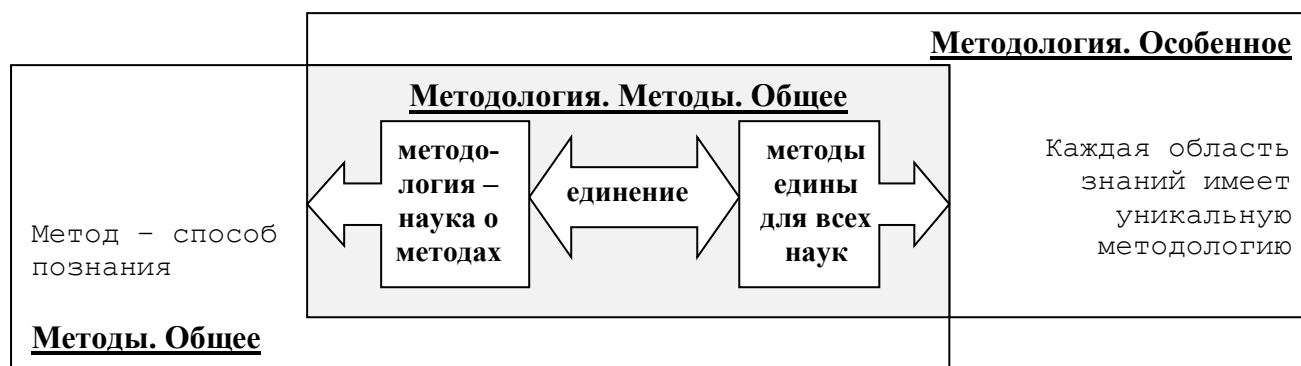 Методология. Особенное
Методология. Методы. Общее
методо-
логия –
наука о
методах
единение
методы
едины
для всех
наук
Каждая область
знаний имеет
уникальную
методологию
Метод – способ
познания
Методы. Общее